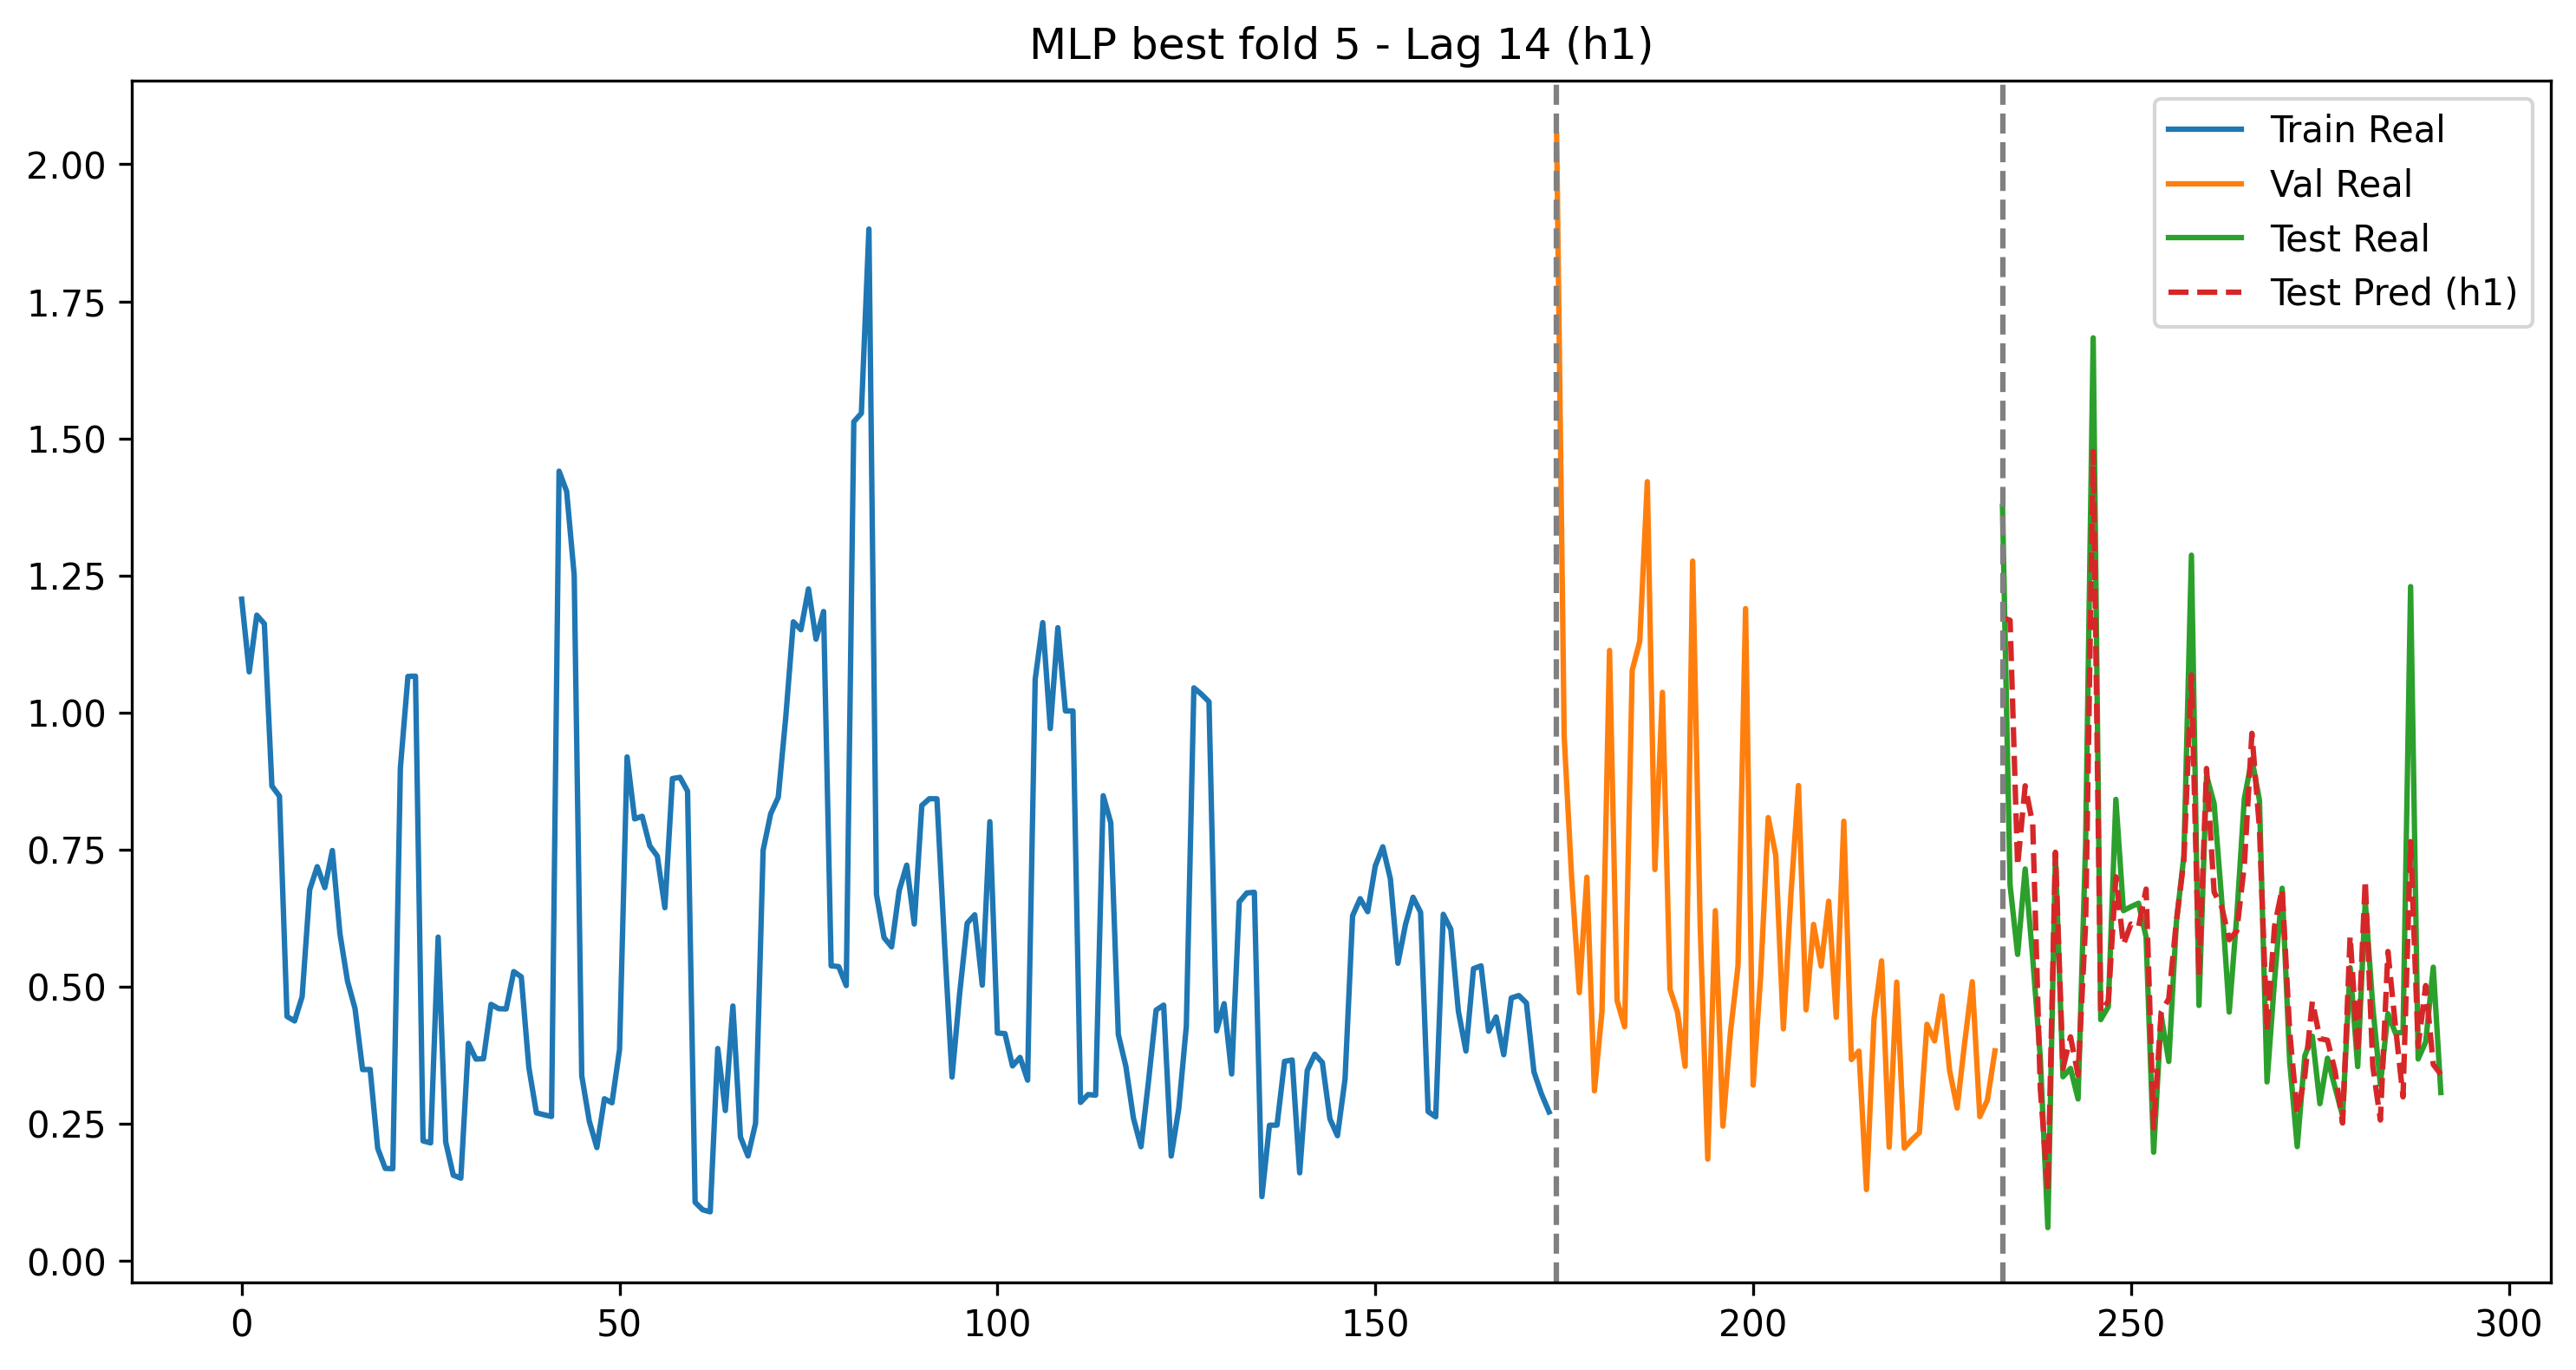 MLP best fold 5 - Lag 14 (h1)
Train Real
Val Real
Test Real
Test Pred (h1)
2.00
1.75
1.50
1.25
1.00
0.75
0.50
0.25
0.00
0 50 100 150 200 250 300